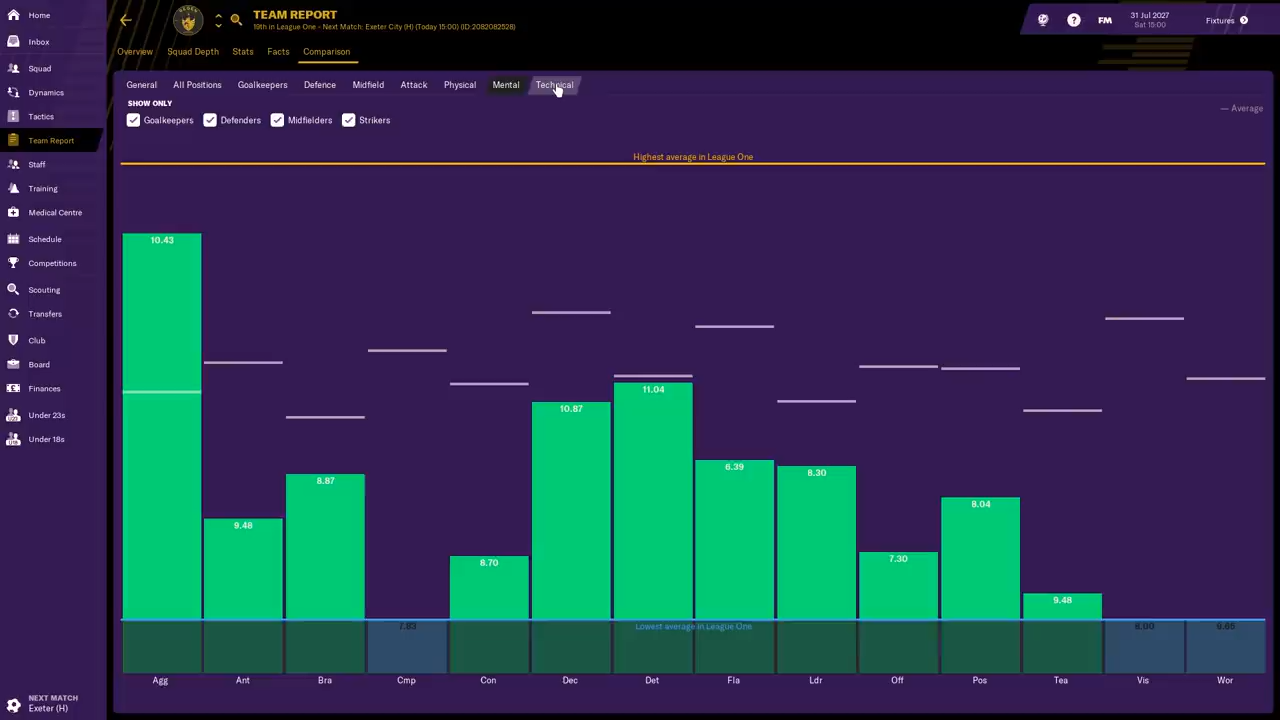 Home
Inbox
Squad
Dynamics
Tactics
Team Report
Staff
Training
Medical Centre
Schedule
Competitions
Scouting
Transfers
Club
Board
Finances
Under 23s
Under 18s
NEXT MATCH
Exeter (H)
TEAM REPORT
19th in League One - Next Match: Exeter City (H) (Today 15:00) (ID:2082082528)
FM
31 Jul 2027
Sat 15:00
Fixtures
Overview Squad Depth Stats Facts Comparison
General All Positions Goalkeepers Defence Midfield Attack Physical Mental Technical
SHOW ONLY
Goalkeepers Defenders Midfielders Strikers
Average
Highest average in League One
10.43
9.48
8.87
7.83
8.70
10.87
11.04
6.39
8.30
7.30
8.04
9.48
8.00
9.65
Lowest average in League One
Agg Ant Bra Cmp Con Dec Det Fla Ldr Off Pos Tea Vis Wor